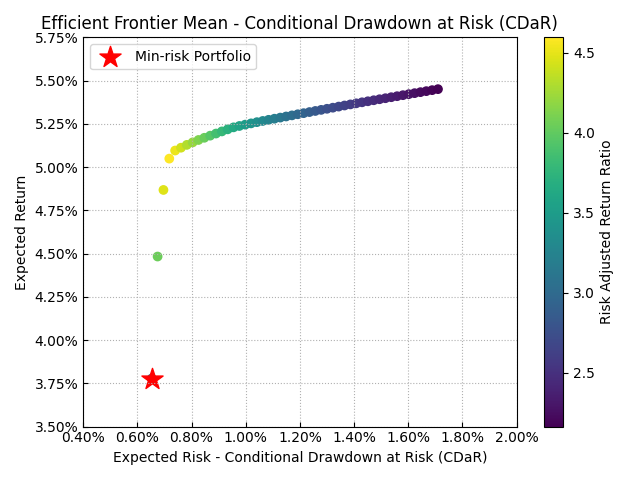 Efficient Frontier Mean - Conditional Drawdown at Risk (CDaR)
Min-risk Portfolio
5.75%
5.50%
5.25%
5.00%
4.75%
4.50%
4.25%
4.00%
3.75%
3.50%
Expected Return
0.40% 0.60% 0.80% 1.00% 1.20% 1.40% 1.60% 1.80% 2.00%
Expected Risk - Conditional Drawdown at Risk (CDaR)
4.5
4.0
3.5
3.0
2.5
Risk Adjusted Return Ratio